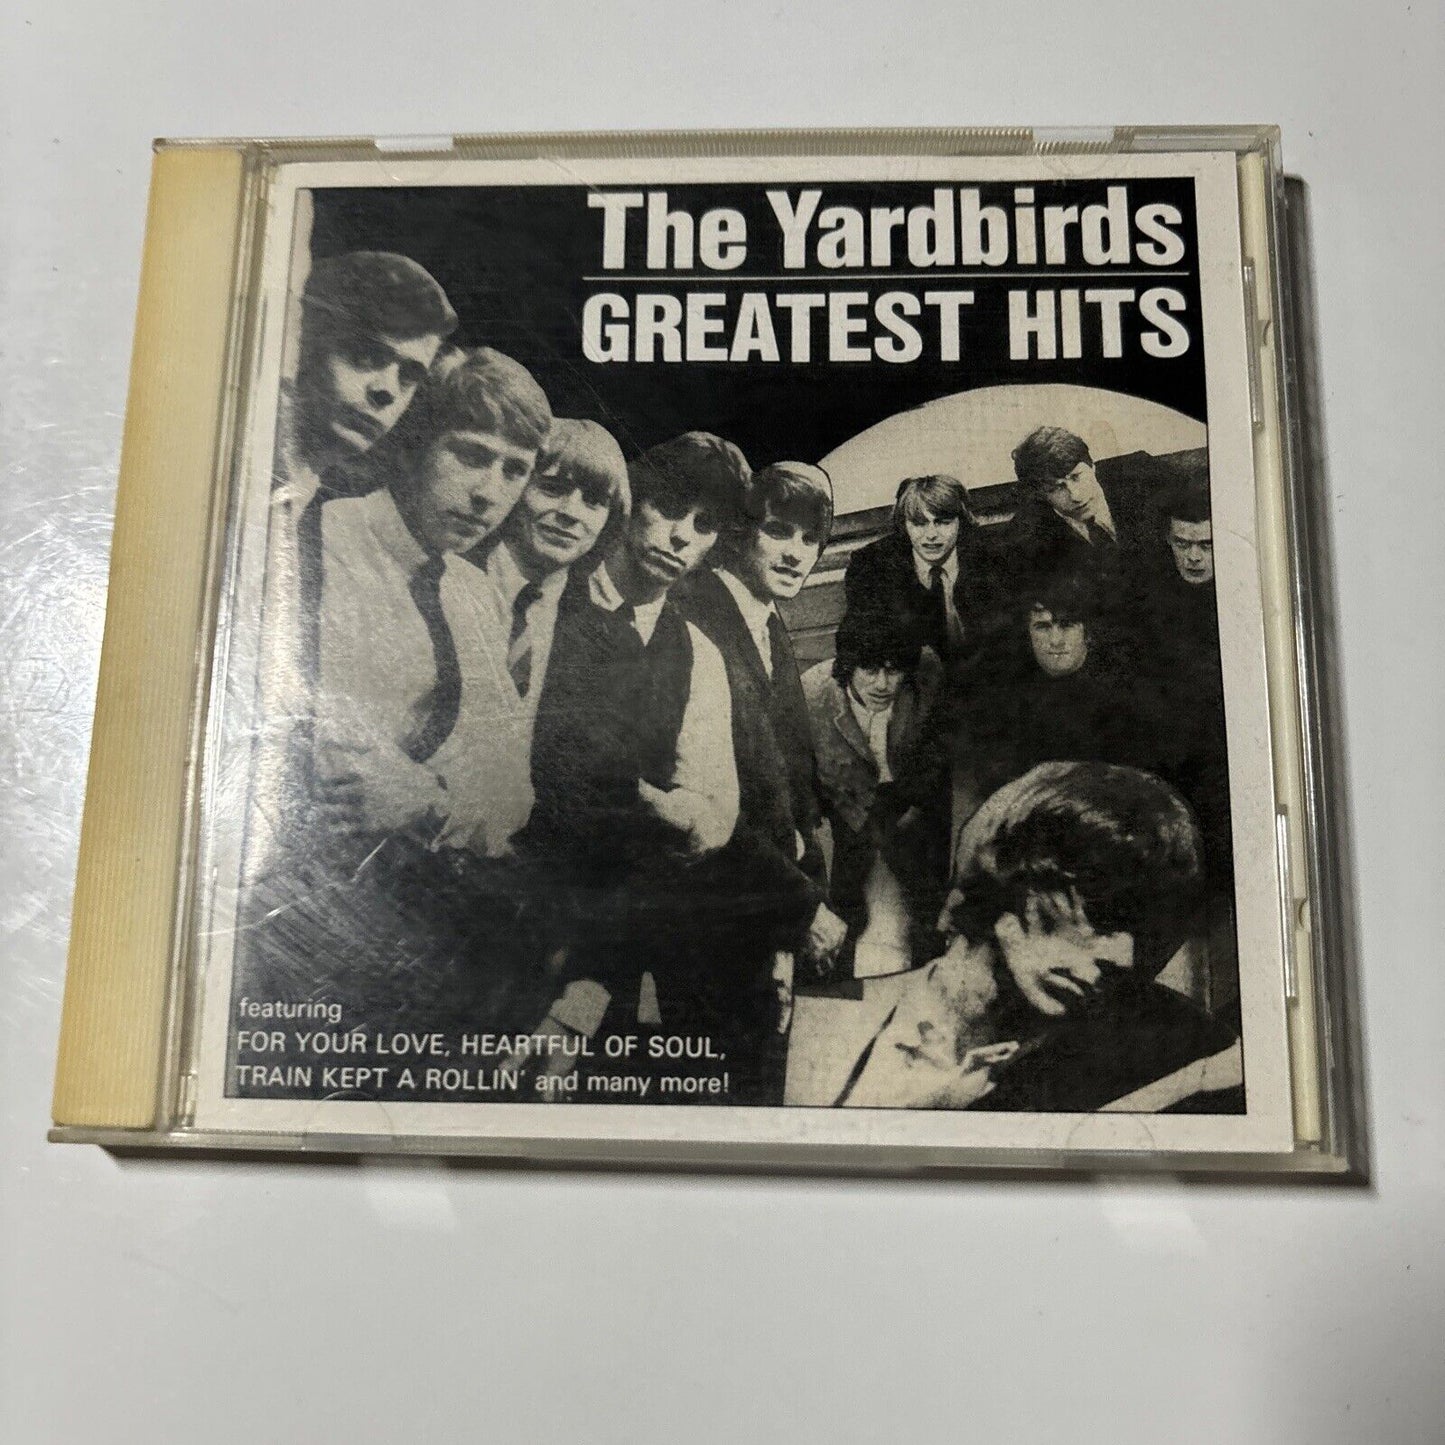 The Yardbirds
GREATEST HITS
featuring
FOR YOUR LOVE, HEARTFUL OF SOUL,
TRAIN KEPT A ROLLIN' and many more!